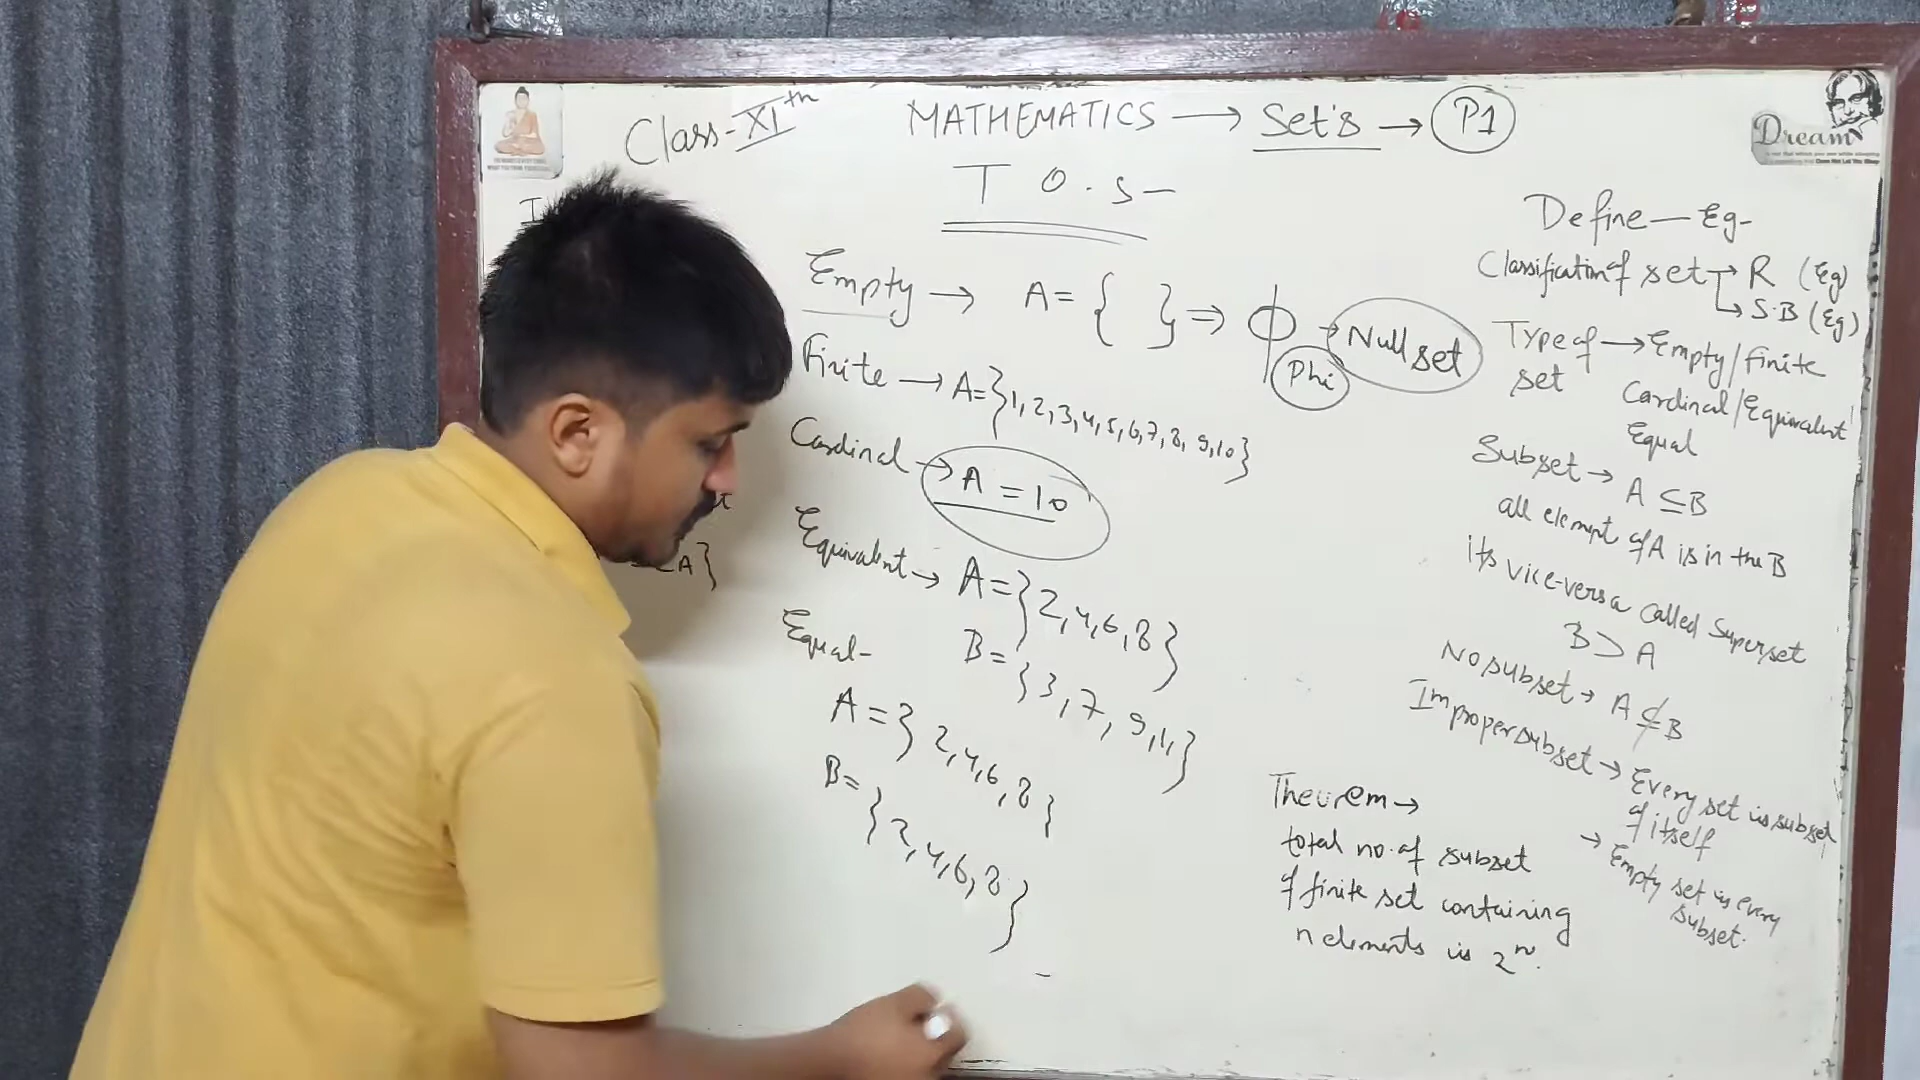 Class-XIth
MATHEMATICS → Set's → P1
T O.S-
Empty → A = { } ⇒ ϕ → Null set
Phi
Finite → A = {1, 2, 3, 4, 5, 6, 7, 8, 9, 10}
Cardinal → A = 10
Equivalent → A = {2, 4, 6, 8}
B = {3, 7, 9, 1, }
Equal-
A = {2, 4, 6, 8}
B = {2, 4, 6, 8}
A}
Define — Eg-
Classification of set → R (Eg)
→ S.B (Eg)
Type of set → Empty/finite
Cardinal/Equivalent
Equal
Subset → A ⊆ B
all element of A is in the B
its vice-versa called Superset
B ⊃ A
No subset → A ⊄ B
Improper subset → Every set is subset
of itself
→ Empty set is every
subset.
Theorem →
total no. of subset
of finite set containing
n elements is 2ⁿ.
Dream